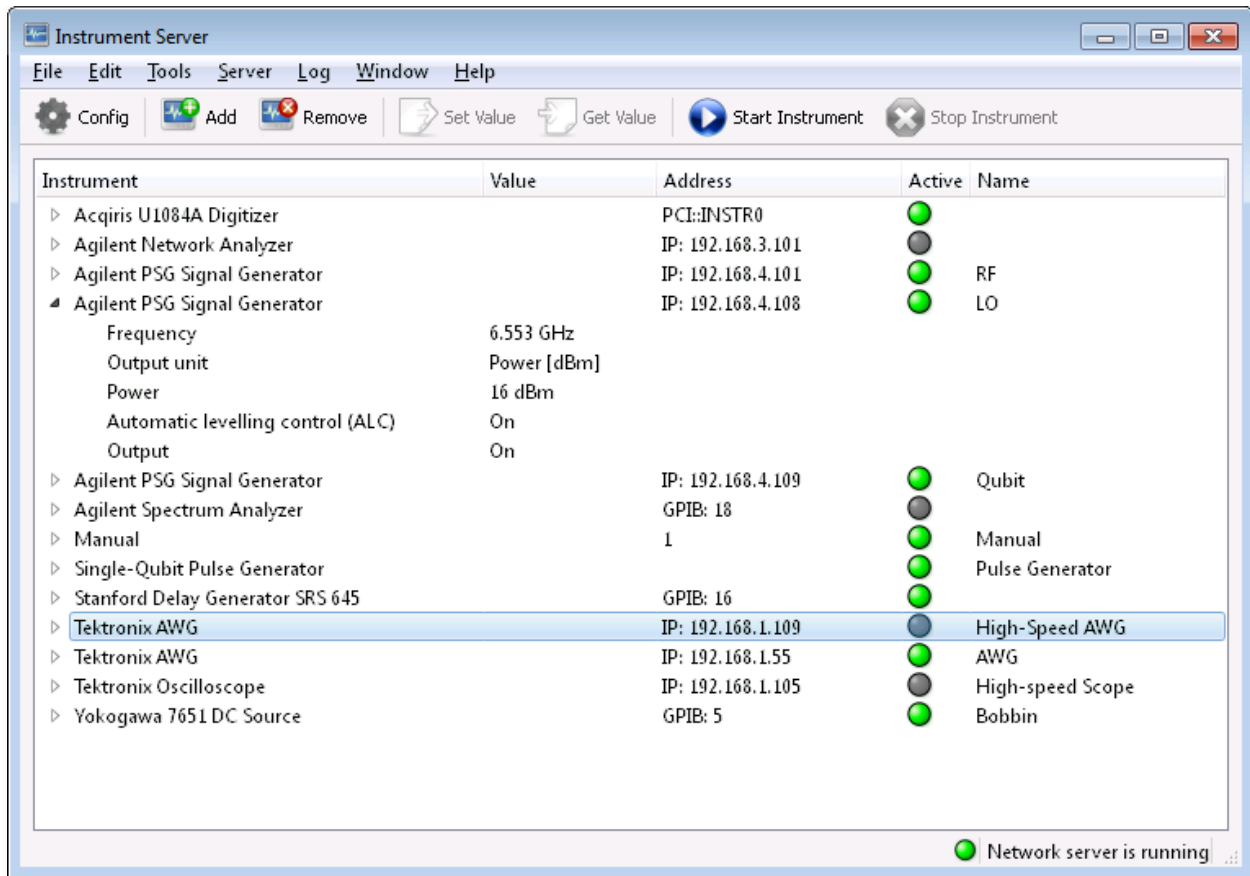 Instrument Server
File Edit Tools Server Log Window Help
Config Add Remove Set Value Get Value Start Instrument Stop Instrument
Instrument Value Address Active Name
Acqiris U1084A Digitizer PCI::INSTR0
Agilent Network Analyzer IP: 192.168.3.101
Agilent PSG Signal Generator IP: 192.168.4.101 RF
Agilent PSG Signal Generator IP: 192.168.4.108 LO
Frequency 6.553 GHz
Output unit Power [dBm]
Power 16 dBm
Automatic levelling control (ALC) On
Output On
Agilent PSG Signal Generator IP: 192.168.4.109 Qubit
Agilent Spectrum Analyzer GPIB: 18
Manual 1 Manual
Single-Qubit Pulse Generator Pulse Generator
Stanford Delay Generator SRS 645 GPIB: 16
Tektronix AWG IP: 192.168.1.109 High-Speed AWG
Tektronix AWG IP: 192.168.1.55 AWG
Tektronix Oscilloscope IP: 192.168.1.105 High-speed Scope
Yokogawa 7651 DC Source GPIB: 5 Bobbin
Network server is running